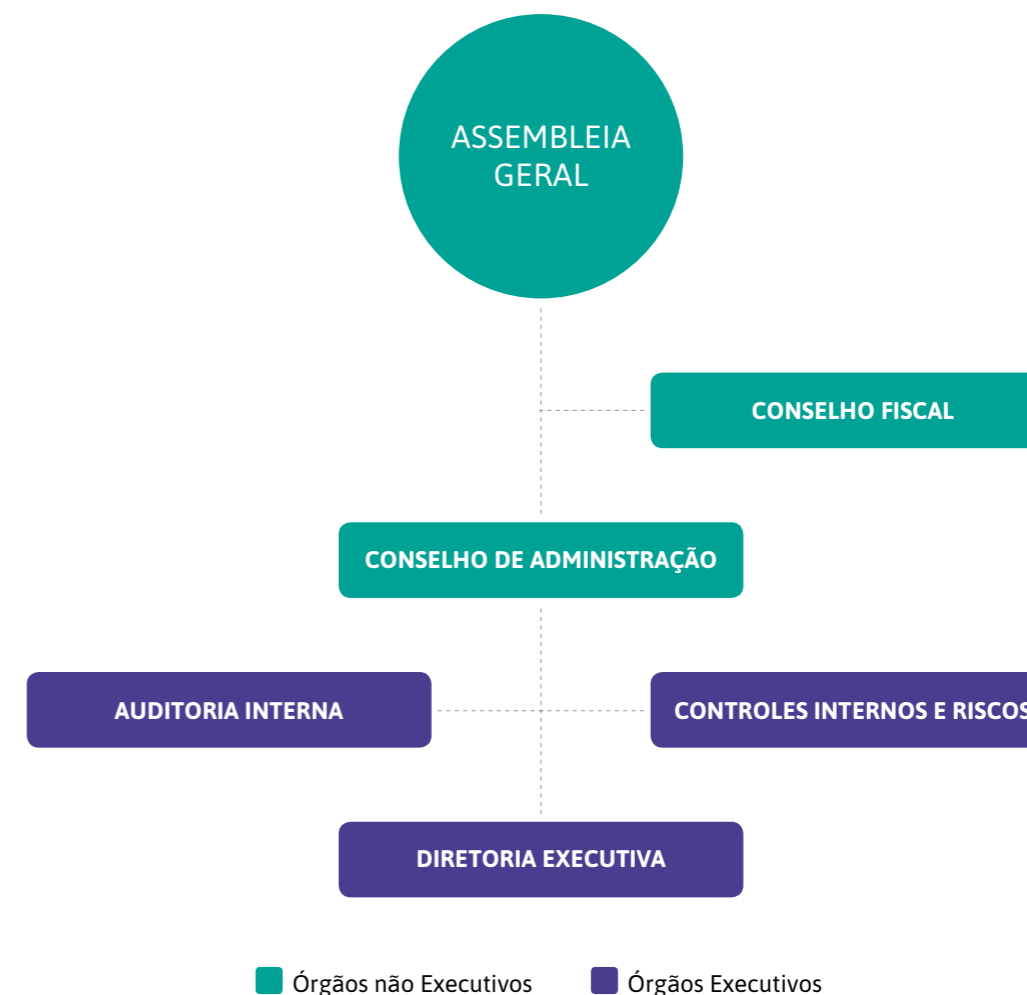 ASSEMBLEIA
GERAL
CONSELHO FISCAL
CONSELHO DE ADMINISTRAÇÃO
AUDITORIA INTERNA
CONTROLES INTERNOS E RISCOS
DIRETORIA EXECUTIVA
Órgãos não Executivos
Órgãos Executivos